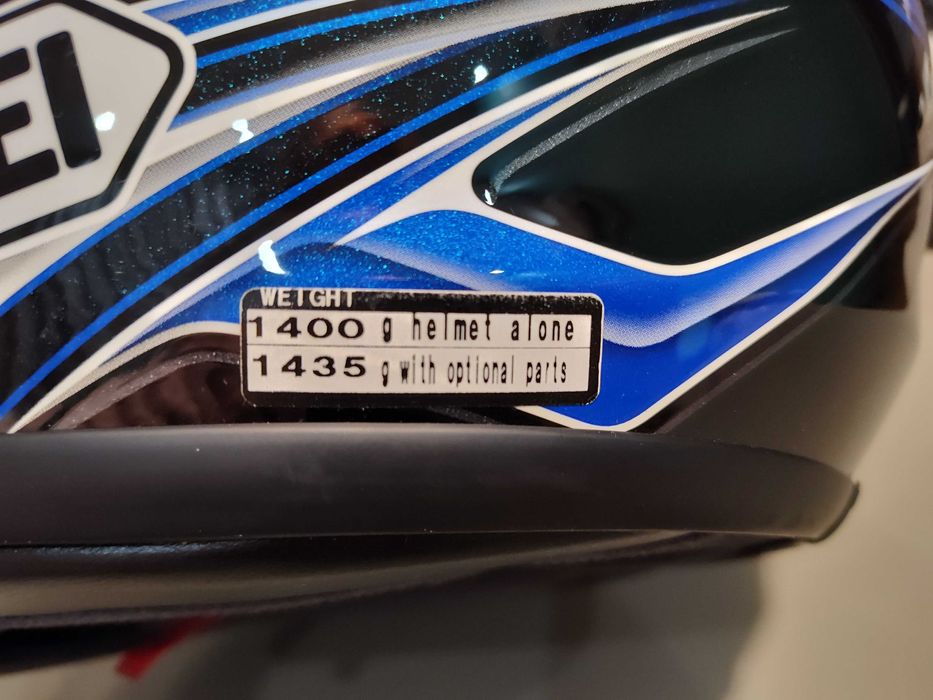 EI
WEIGHT
1400 g helmet alone
1435 g with optional parts